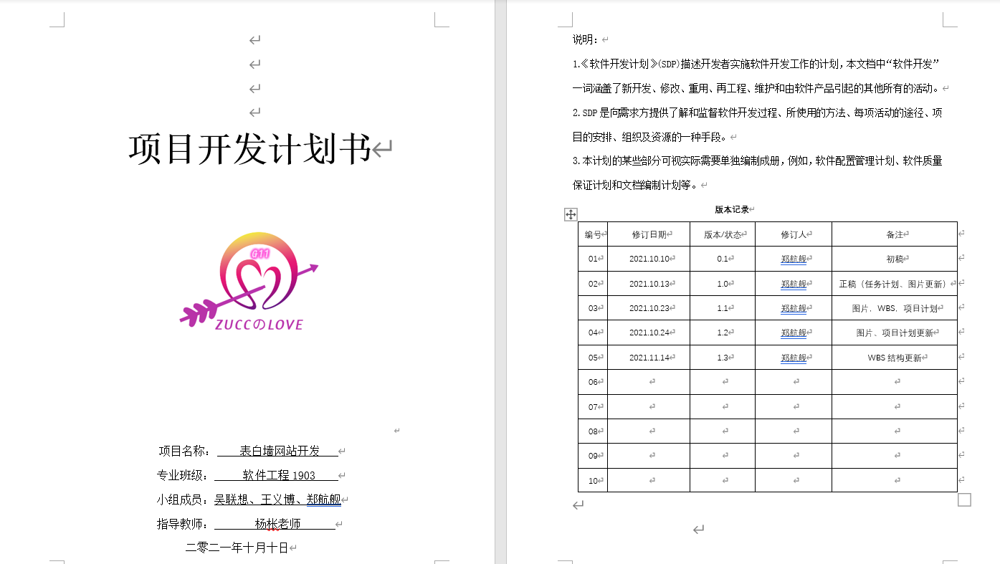 项目开发计划书
G11
ZUCCのLOVE
项目名称： 表白墙网站开发
专业班级： 软件工程 1903
小组成员：吴联想、王义博、郑航舰
指导教师： 杨枨老师
二零二一年十月十日
说明：
1.《软件开发计划》(SDP)描述开发者实施软件开发工作的计划,本文档中“软件开发”
一词涵盖了新开发、修改、重用、再工程、维护和由软件产品引起的其他所有的活动。
2. SDP 是向需求方提供了解和监督软件开发过程、所使用的方法、每项活动的途径、项
目的安排、组织及资源的一种手段。
3. 本计划的某些部分可视实际需要单独编制成册,例如,软件配置管理计划、软件质量
保证计划和文档编制计划等。
版本记录
编号 修订日期 版本/状态 修订人 备注
01 2021.10.10 0.1 郑航舰 初稿
02 2021.10.13 1.0 郑航舰 正稿（任务计划、图片更新）
03 2021.10.23 1.1 郑航舰 图片．WBS．项目计划
04 2021.10.24 1.2 郑航舰 图片、项目计划更新
05 2021.11.14 1.3 郑航舰 WBS 结构更新
06
07
08
09
10